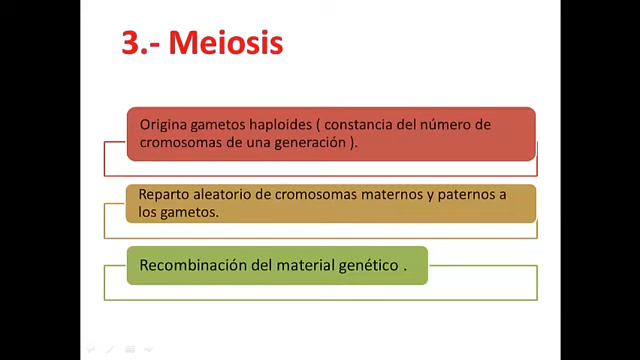 3.- Meiosis
Origina gametos haploides ( constancia del número de
cromosomas de una generación ).
Reparto aleatorio de cromosomas maternos y paternos a
los gametos.
Recombinación del material genético .